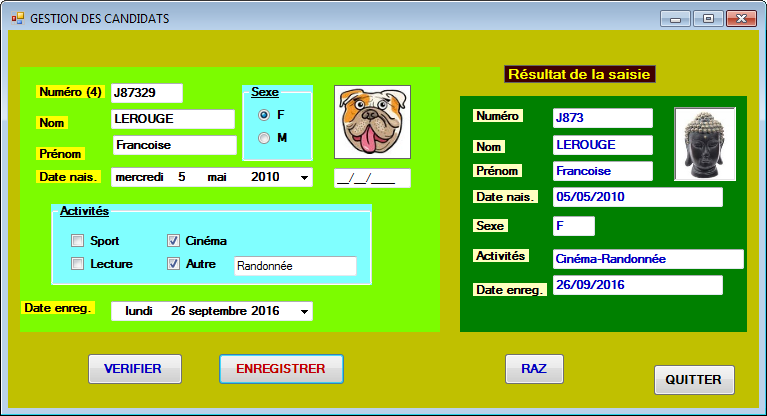 GESTION DES CANDIDATS
Résultat de la saisie
Numéro (4) J87329
Sexe
F
M
Nom LEROUGE
Prénom Francoise
Date nais. mercredi 5 mai 2010
__/__/____
Activités
Sport Cinéma
Lecture Autre Randonnée
Date enreg. lundi 26 septembre 2016
Numéro J873
Nom LEROUGE
Prénom Francoise
Date nais. 05/05/2010
Sexe F
Activités Cinéma-Randonnée
Date enreg. 26/09/2016
VERIFIER ENREGISTRER RAZ QUITTER